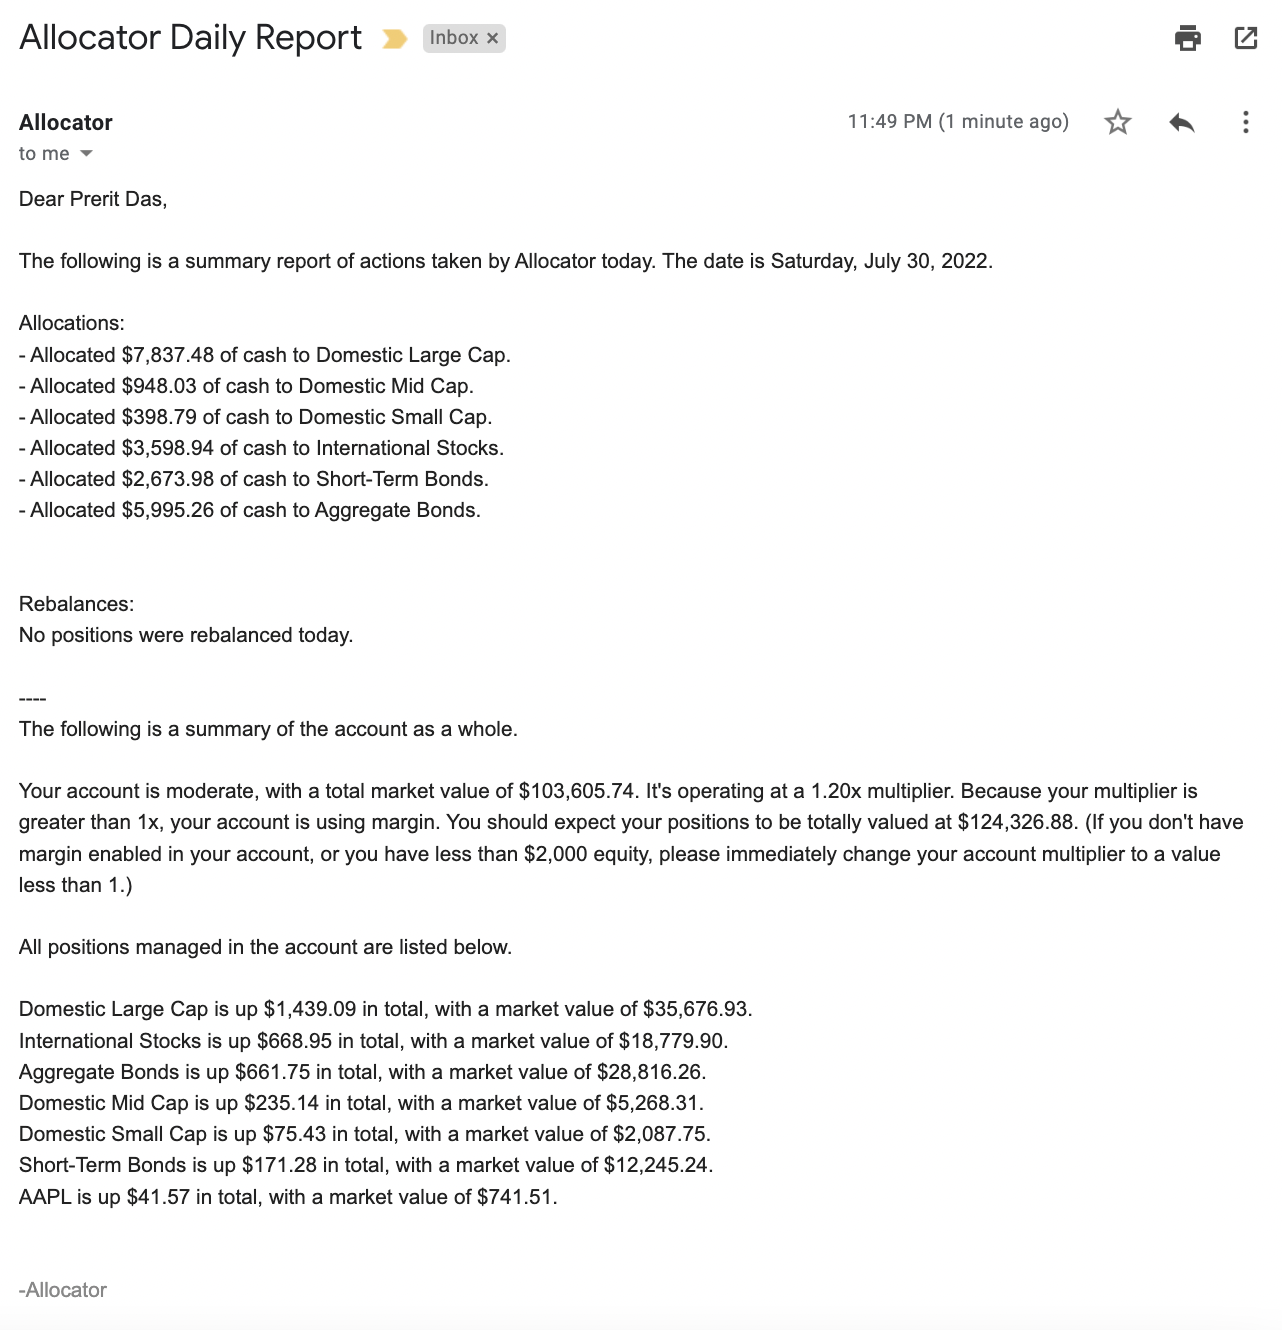 Allocator Daily Report Inbox ×
Allocator 11:49 PM (1 minute ago)
to me
Dear Prerit Das,
The following is a summary report of actions taken by Allocator today. The date is Saturday, July 30, 2022.
Allocations:
- Allocated $7,837.48 of cash to Domestic Large Cap.
- Allocated $948.03 of cash to Domestic Mid Cap.
- Allocated $398.79 of cash to Domestic Small Cap.
- Allocated $3,598.94 of cash to International Stocks.
- Allocated $2,673.98 of cash to Short-Term Bonds.
- Allocated $5,995.26 of cash to Aggregate Bonds.
Rebalances:
No positions were rebalanced today.
----
The following is a summary of the account as a whole.
Your account is moderate, with a total market value of $103,605.74. It's operating at a 1.20x multiplier. Because your multiplier is
greater than 1x, your account is using margin. You should expect your positions to be totally valued at $124,326.88. (If you don't have
margin enabled in your account, or you have less than $2,000 equity, please immediately change your account multiplier to a value
less than 1.)
All positions managed in the account are listed below.
Domestic Large Cap is up $1,439.09 in total, with a market value of $35,676.93.
International Stocks is up $668.95 in total, with a market value of $18,779.90.
Aggregate Bonds is up $661.75 in total, with a market value of $28,816.26.
Domestic Mid Cap is up $235.14 in total, with a market value of $5,268.31.
Domestic Small Cap is up $75.43 in total, with a market value of $2,087.75.
Short-Term Bonds is up $171.28 in total, with a market value of $12,245.24.
AAPL is up $41.57 in total, with a market value of $741.51.
-Allocator